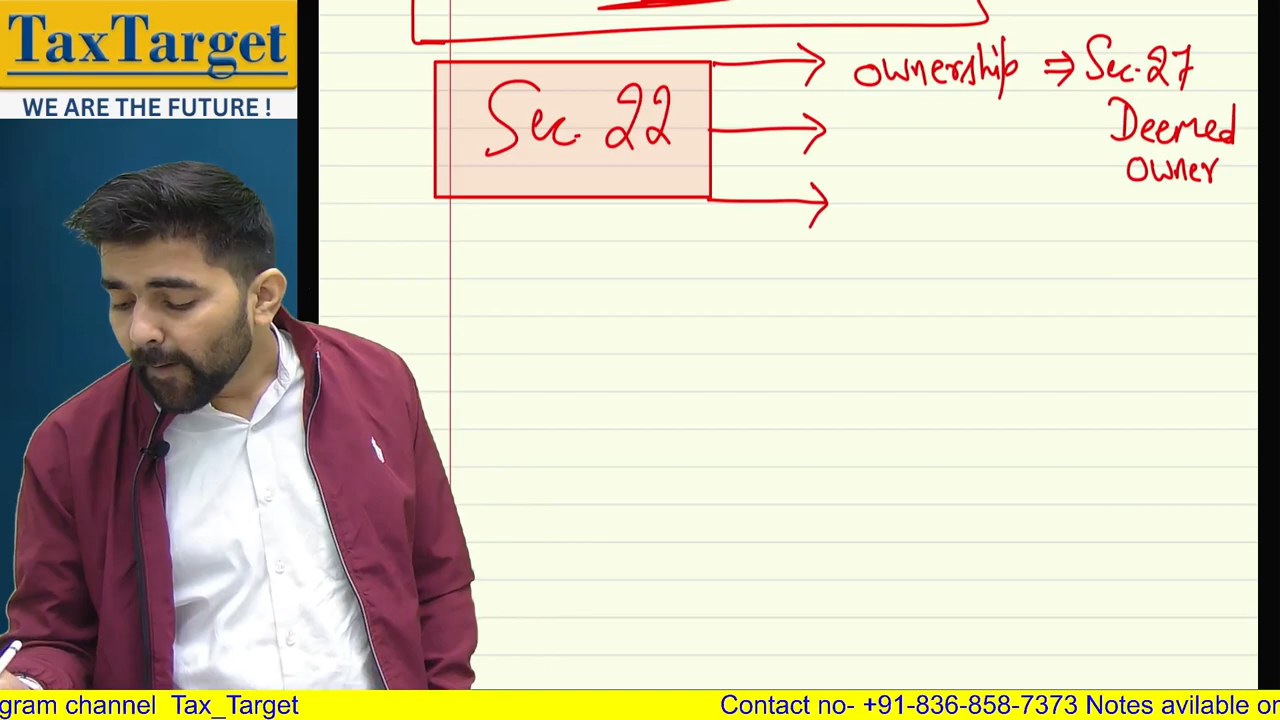 TaxTarget
WE ARE THE FUTURE !
Sec. 22
ownership ⇒ Sec. 27
Deemed
owner
gram channel Tax_Target
Contact no- +91-836-858-7373 Notes avilable or